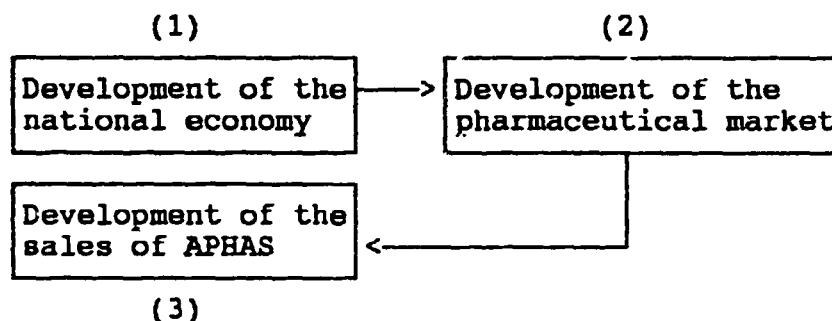 (1) (2)
Development of the national economy
—> Development of the pharmaceutical market
Development of the sales of APHAS <—
(3)